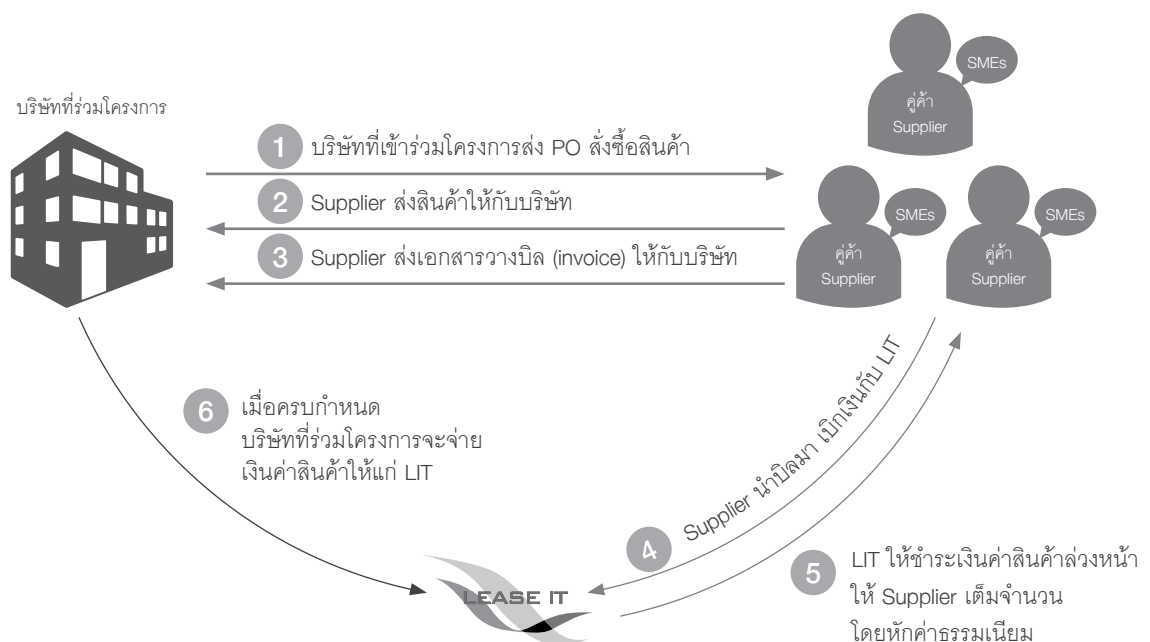 SMEs
คู่ค้า
Supplier
บริษัทที่ร่วมโครงการ
1 บริษัทที่เข้าร่วมโครงการส่ง PO สั่งซื้อสินค้า
2 Supplier ส่งสินค้าให้กับบริษัท
3 Supplier ส่งเอกสารวางบิล (invoice) ให้กับบริษัท
SMEs
คู่ค้า
Supplier
SMEs
คู่ค้า
Supplier
6 เมื่อครบกำหนด
บริษัทที่ร่วมโครงการจะจ่าย
เงินค่าสินค้าให้แก่ LIT
4 Supplier นำบิลมา เบิกเงินกับ LIT
5 LIT ให้ชำระเงินค่าสินค้าล่วงหน้า
ให้ Supplier เต็มจำนวน
โดยหักค่าธรรมเนียม
LEASE IT